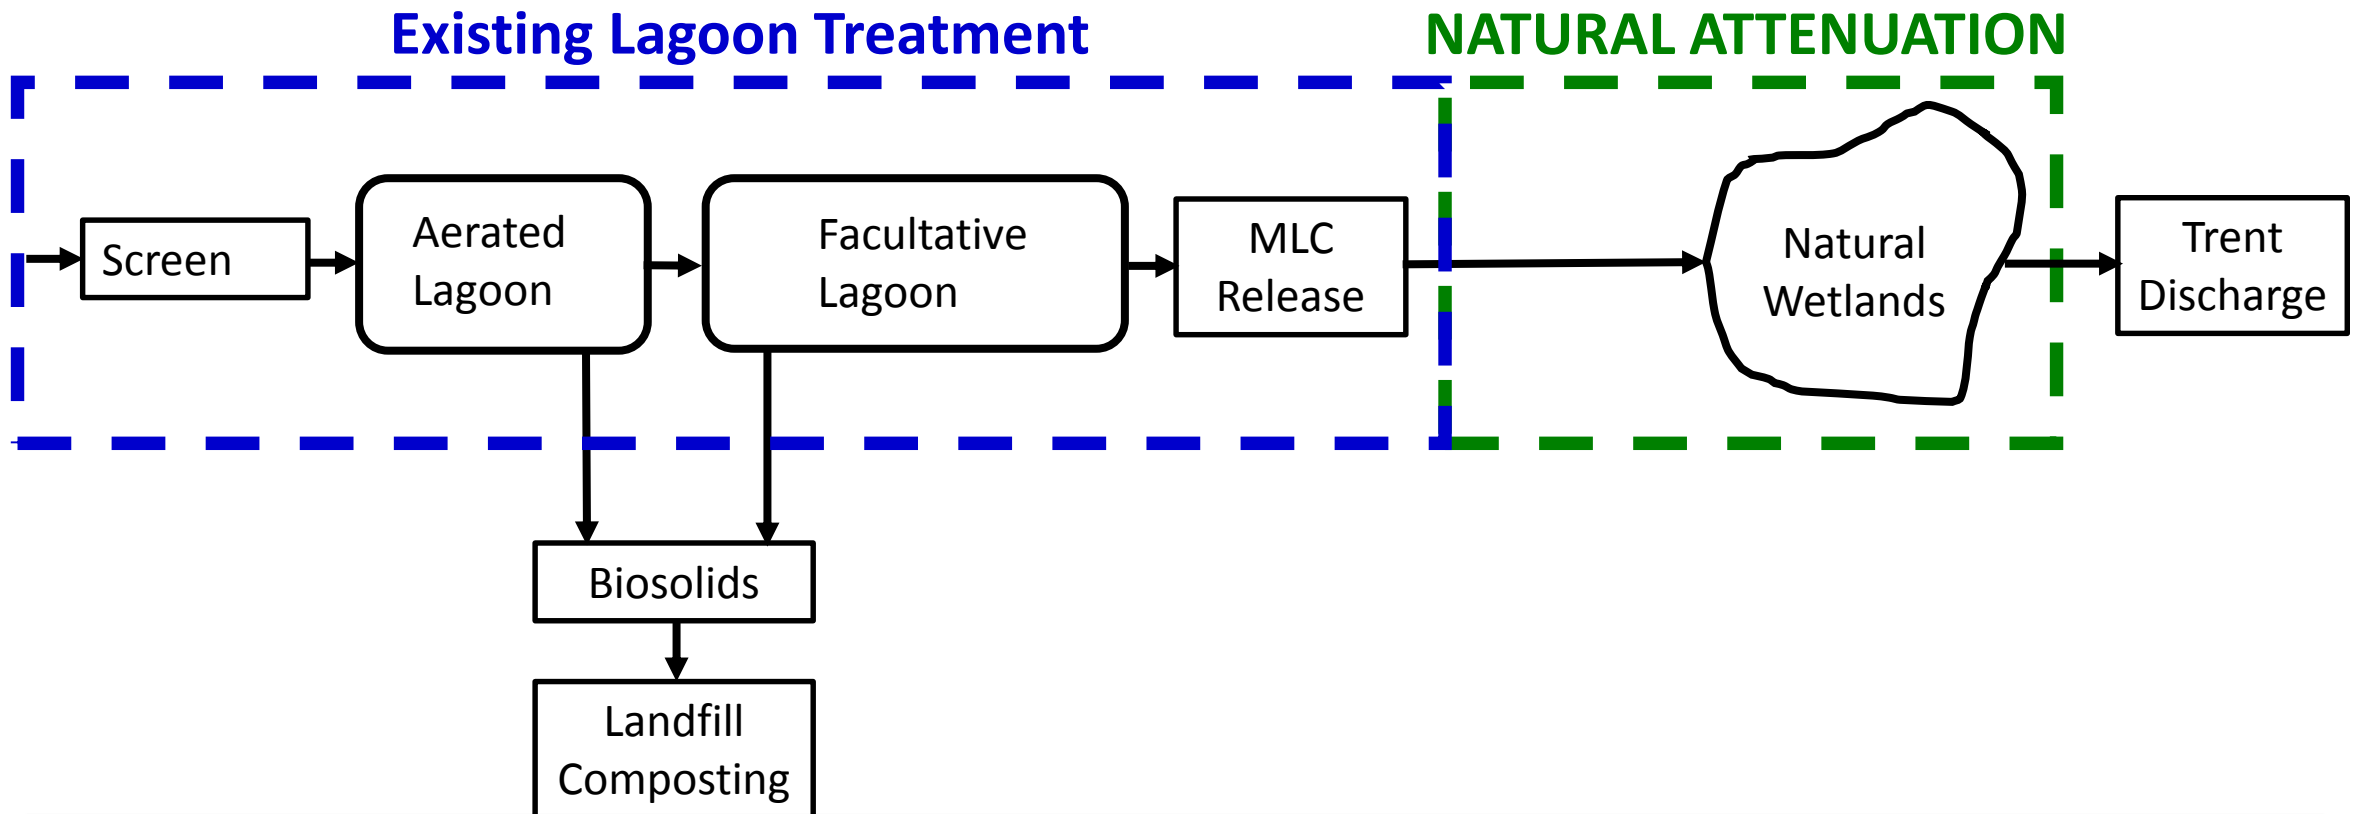 Existing Lagoon Treatment
NATURAL ATTENUATION
Screen
Aerated
Lagoon
Facultative
Lagoon
MLC
Release
Natural
Wetlands
Trent
Discharge
Biosolids
Landfill
Composting